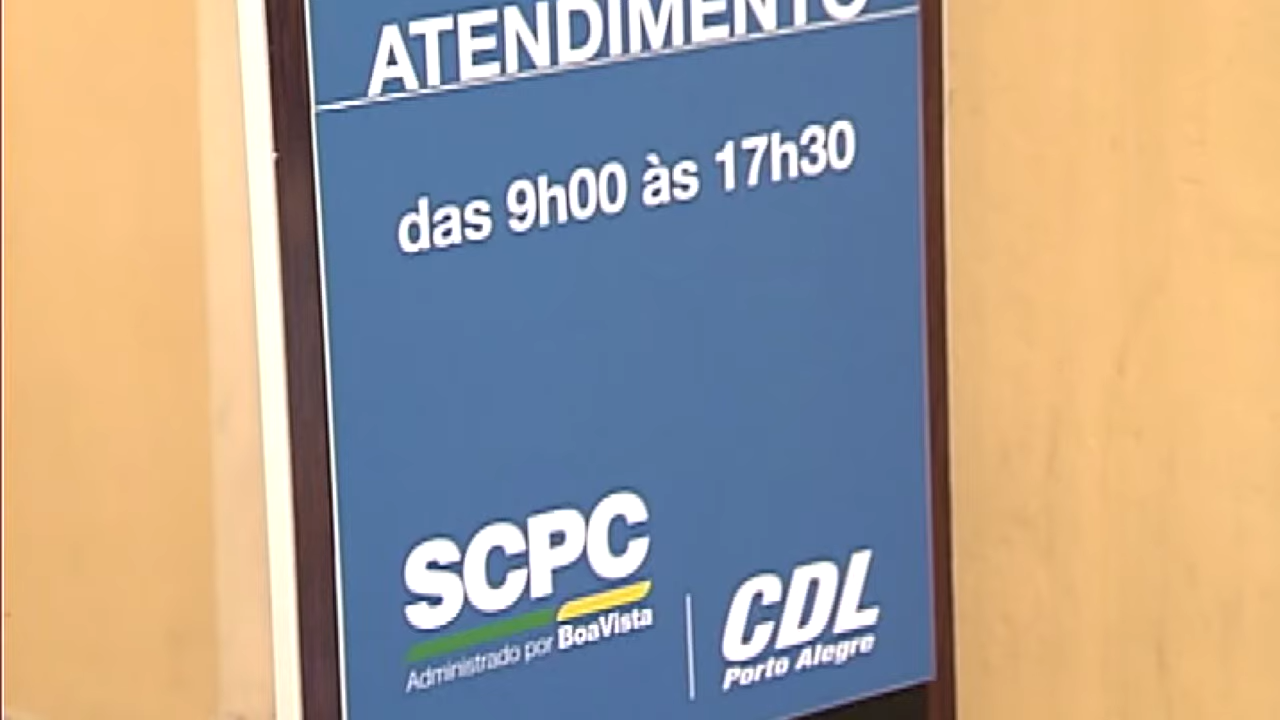 ATENDIMENTO
das 9h00 às 17h30
SCPC
Administrado por BoaVista
CDL
Porto Alegre